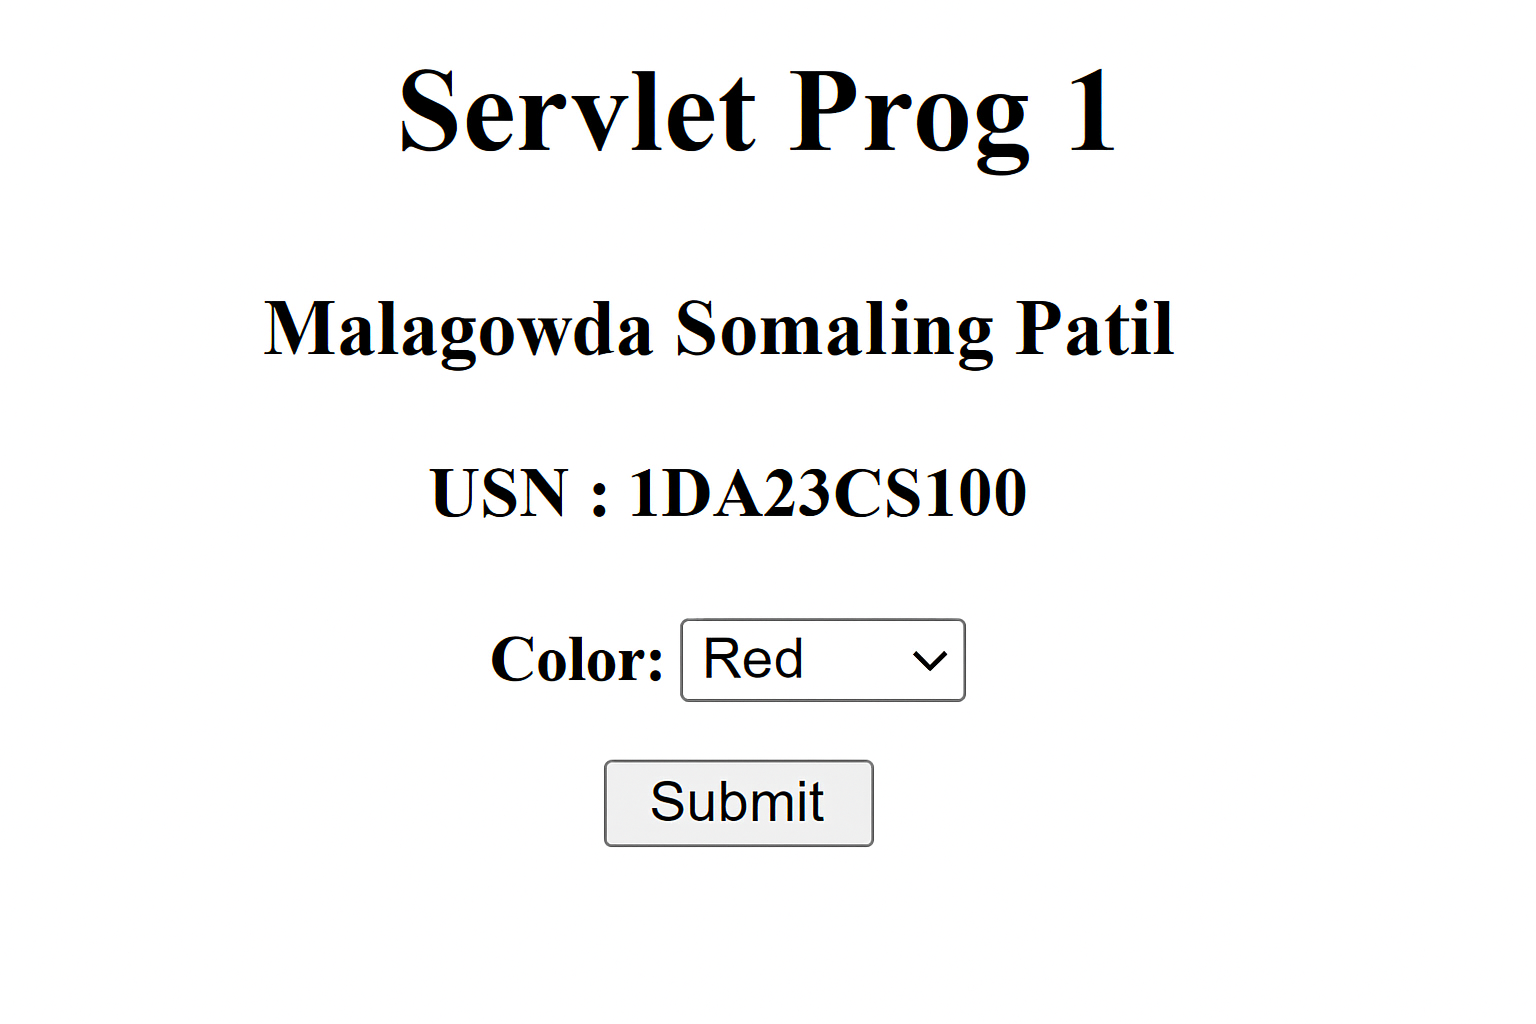 Servlet Prog 1
Malagowda Somaling Patil
USN : 1DA23CS100
Color: Red
Submit